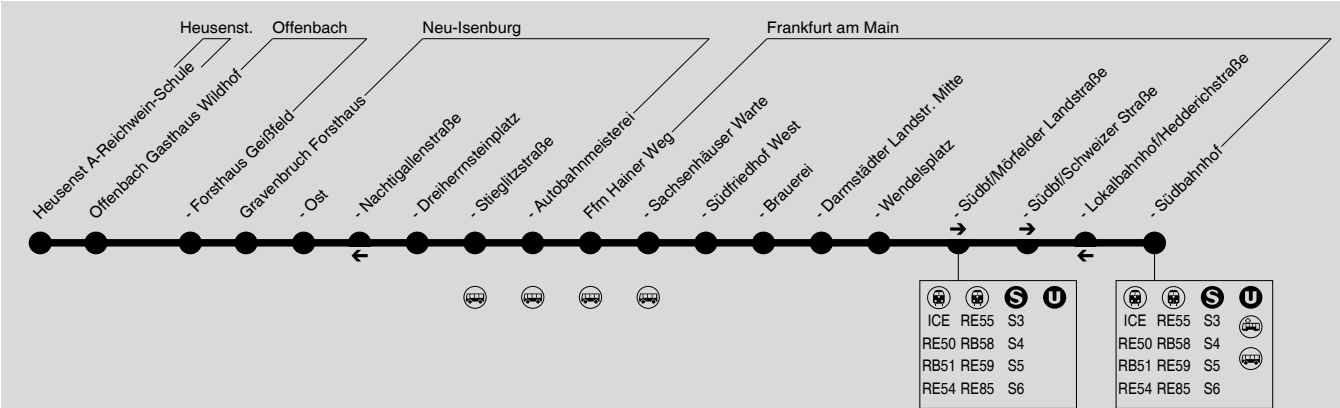 Heusenst. Offenbach Neu-Isenburg Frankfurt am Main
Heusenst A-Reichwein-Schule
Offenbach Gasthaus Wildhof
- Forsthaus Geißfeld
Gravenbruch Forsthaus
- Ost
- Nachtigallenstraße
- Dreiherrnsteinplatz
- Stieglitzstraße
- Autobahnmeisterei
Ffm Hainer Weg
- Sachsenhäuser Warte
- Südfriedhof West
- Brauerei
- Darmstädter Landstr. Mitte
- Wendelsplatz
- Südbf/Mörfelder Landstraße
- Südbf/Schweizer Straße
- Lokalbahnhof/Hedderichstraße
- Südbahnhof
S U
ICE RE55 S3
RE50 RB58 S4
RB51 RE59 S5
RE54 RE85 S6
S U
ICE RE55 S3
RE50 RB58 S4
RB51 RE59 S5
RE54 RE85 S6